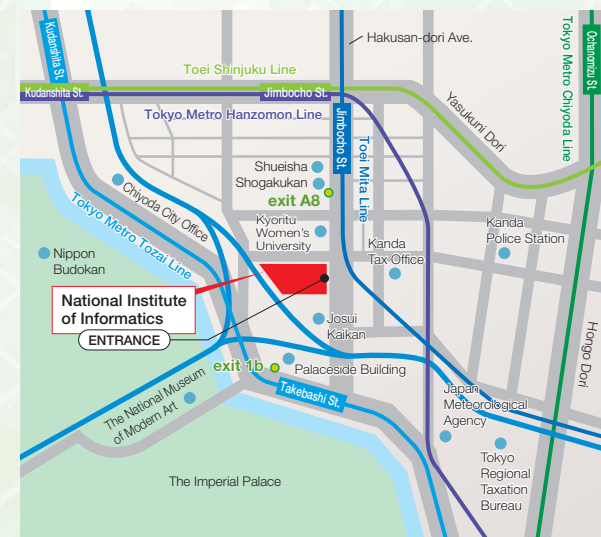 Kudanshita St.
Hakusan-dori Ave.
Tokyo Metro Chiyoda Line
Ochanomizu St.
Toei Shinjuku Line
Kudanshita St.
Jimbocho St.
Tokyo Metro Hanzomon Line
Jimbocho St.
Toei Mita Line
Yasukuni Dori
Shueisha
Shogakukan
exit A8
Chiyoda City Office
Tokyo Metro Tozai Line
Kyoritu
Women's
University
Kanda
Tax Office
Kanda
Police Station
Nippon
Budokan
National Institute
of Informatics
ENTRANCE
Josui
Kaikan
Hongo Dori
exit 1b
Palaceside Building
Takebashi St.
The National Museum
of Modern Art
Japan
Meteorological
Agency
Tokyo
Regional
Taxation
Bureau
The Imperial Palace